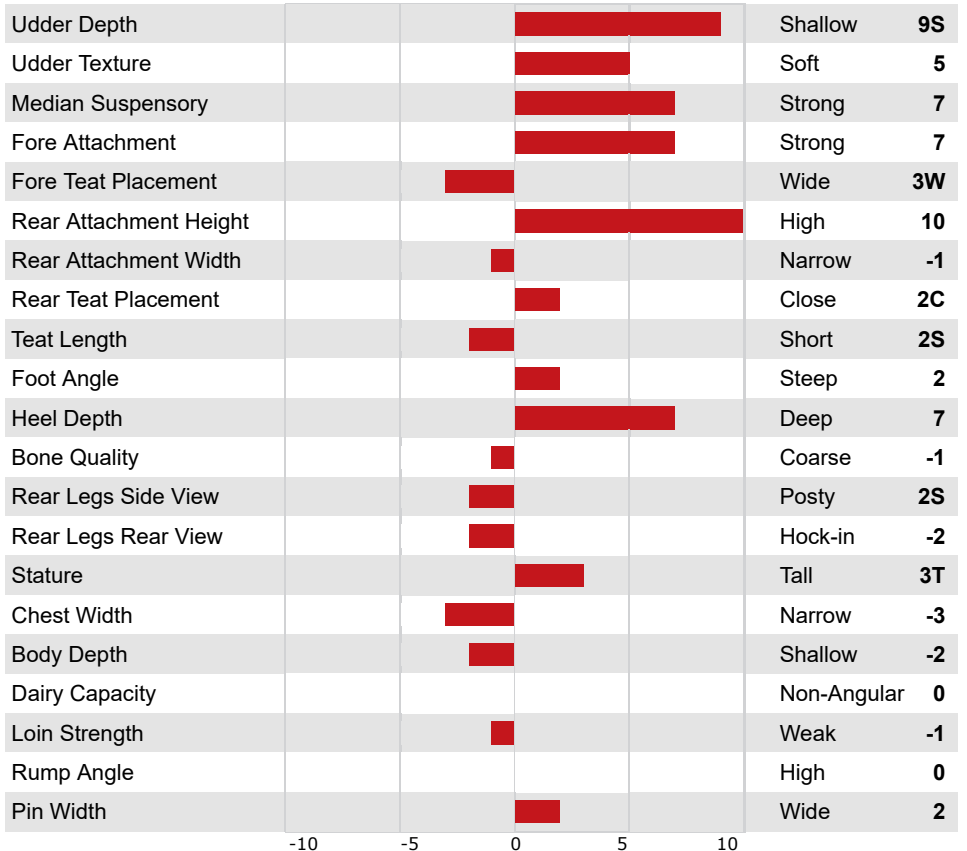 Udder Depth Shallow 9S
Udder Texture Soft 5
Median Suspensory Strong 7
Fore Attachment Strong 7
Fore Teat Placement Wide 3W
Rear Attachment Height High 10
Rear Attachment Width Narrow -1
Rear Teat Placement Close 2C
Teat Length Short 2S
Foot Angle Steep 2
Heel Depth Deep 7
Bone Quality Coarse -1
Rear Legs Side View Posty 2S
Rear Legs Rear View Hock-in -2
Stature Tall 3T
Chest Width Narrow -3
Body Depth Shallow -2
Dairy Capacity Non-Angular 0
Loin Strength Weak -1
Rump Angle High 0
Pin Width Wide 2
-10 -5 0 5 10